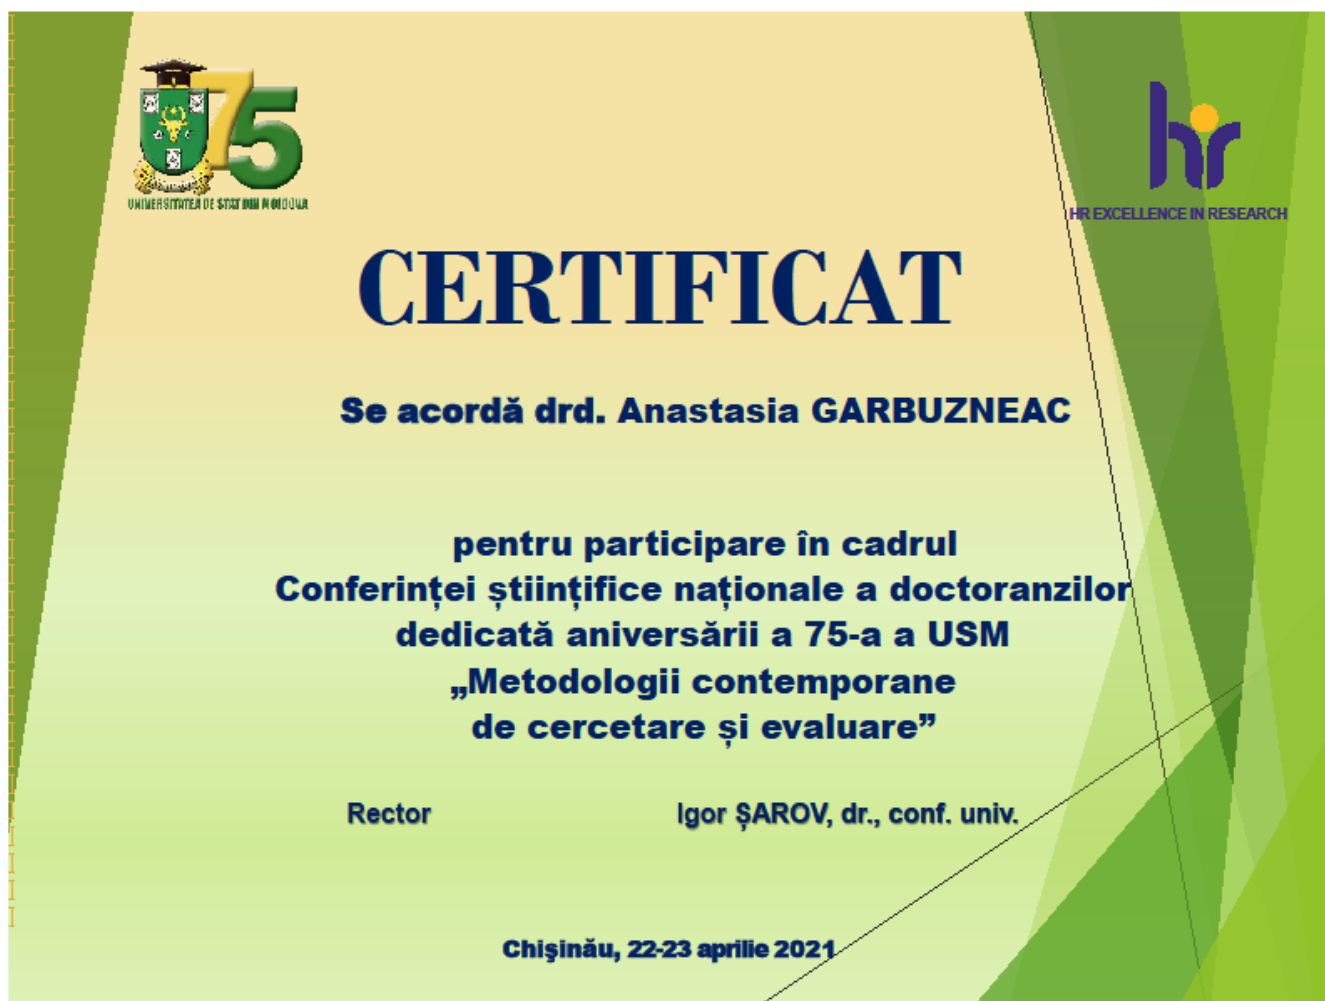 75
UNIVERSITATEA DE STAT DIN MOLDOVA
hr
HR EXCELLENCE IN RESEARCH
CERTIFICAT
Se acordă drd. Anastasia GARBUZNEAC
pentru participare în cadrul
Conferinței științifice naționale a doctoranzilor
dedicată aniversării a 75-a a USM
„Metodologii contemporane
de cercetare și evaluare”
Rector Igor ȘAROV, dr., conf. univ.
Chişinău, 22-23 aprilie 2021